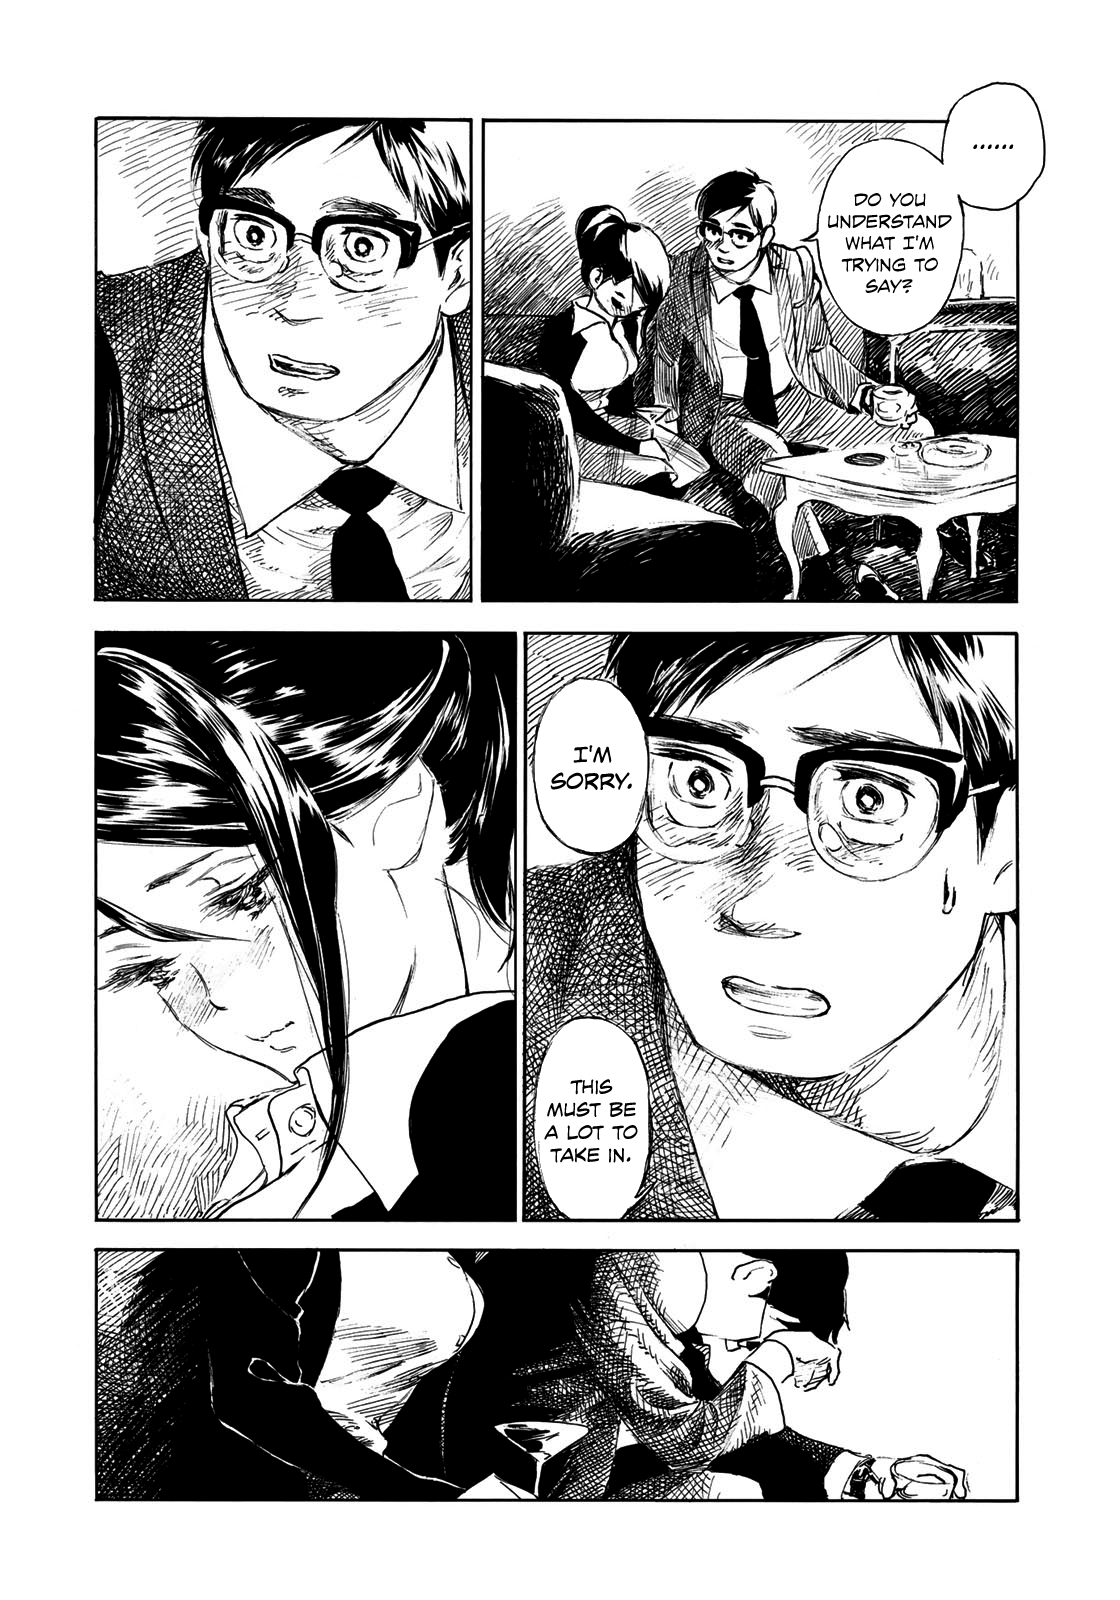 ......
DO YOU
UNDERSTAND
WHAT I'M
TRYING TO
SAY?
I'M
SORRY.
THIS
MUST BE
A LOT TO
TAKE IN.